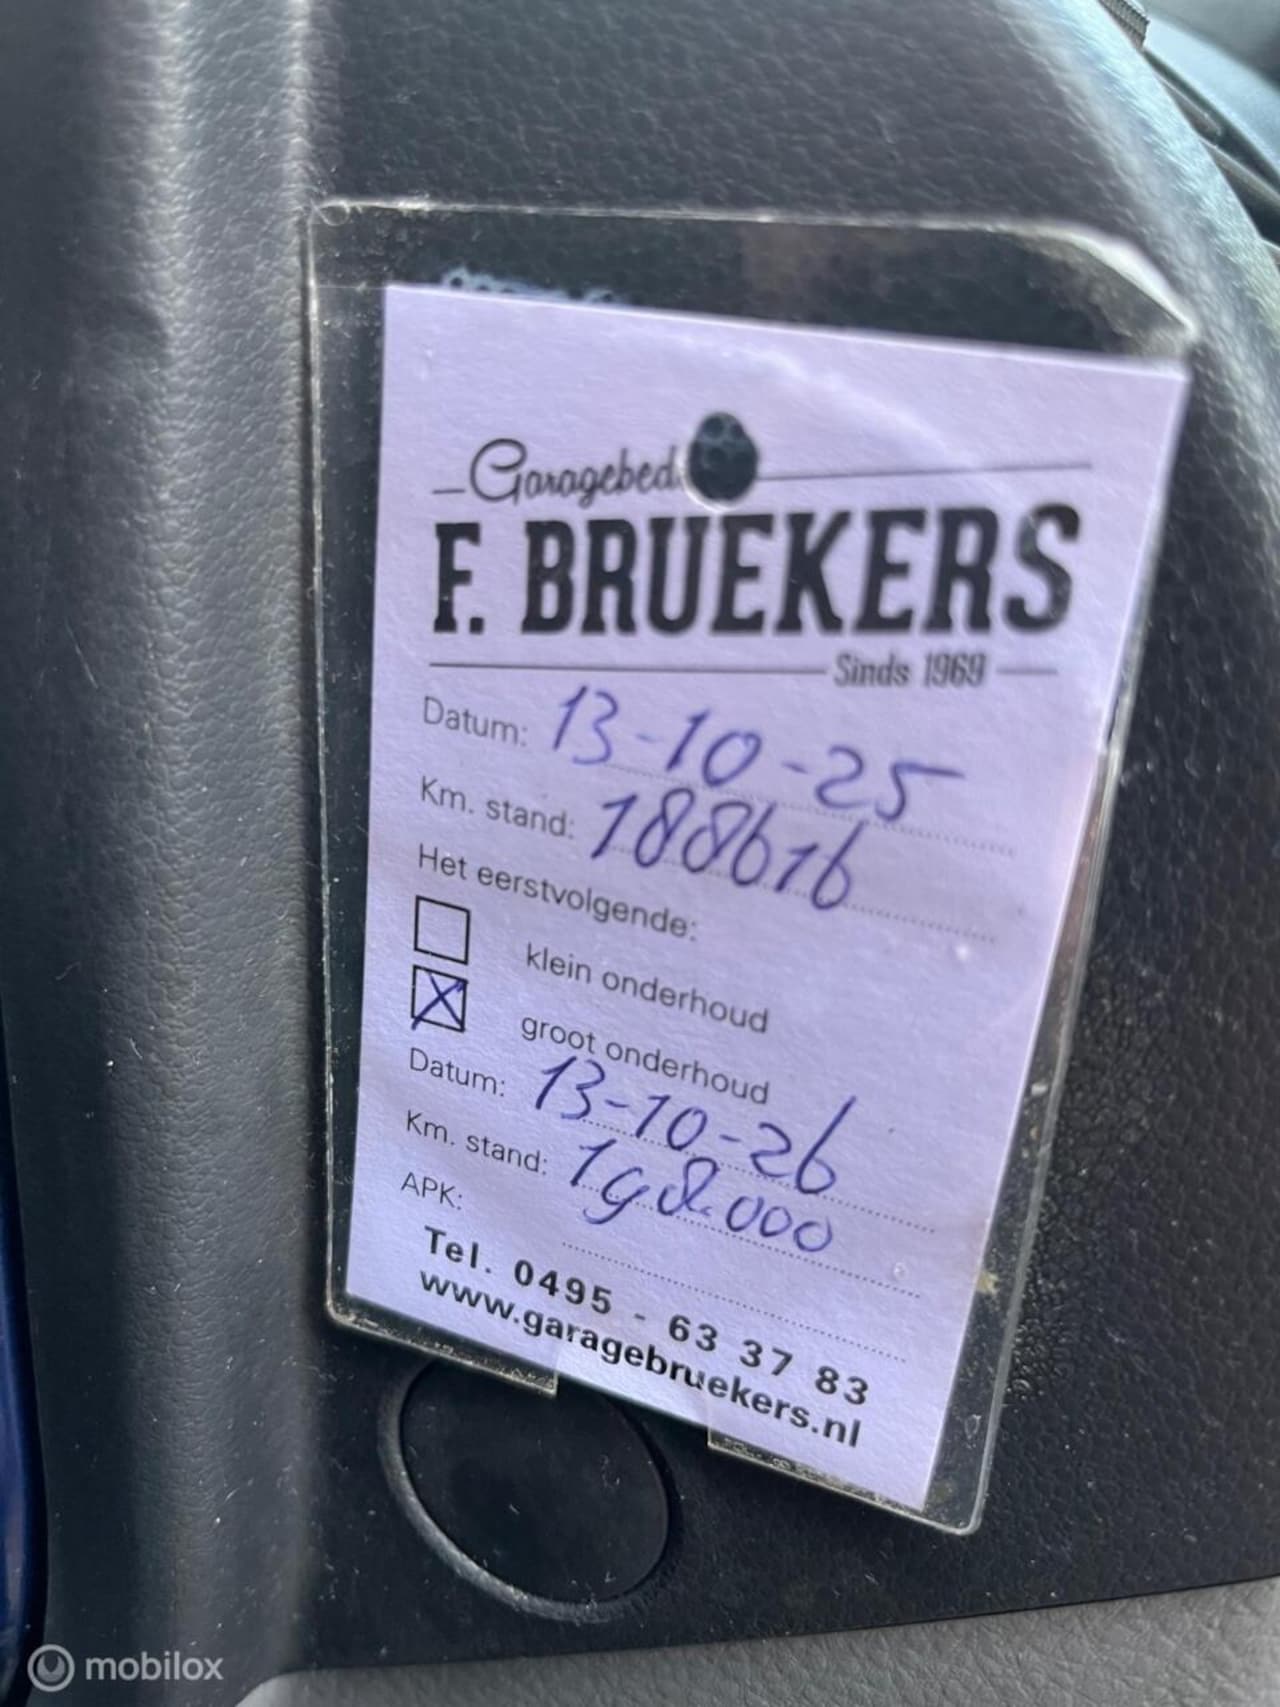 Garagebed
F. BRUEKERS
Sinds 1969
Datum: 13-10-25
Km. stand: 188616
Het eerstvolgende:
klein onderhoud
groot onderhoud
Datum: 13-10-26
Km. stand: 198.000
APK:
Tel. 0495 - 63 37 83
www.garagebruekers.nl
mobilox